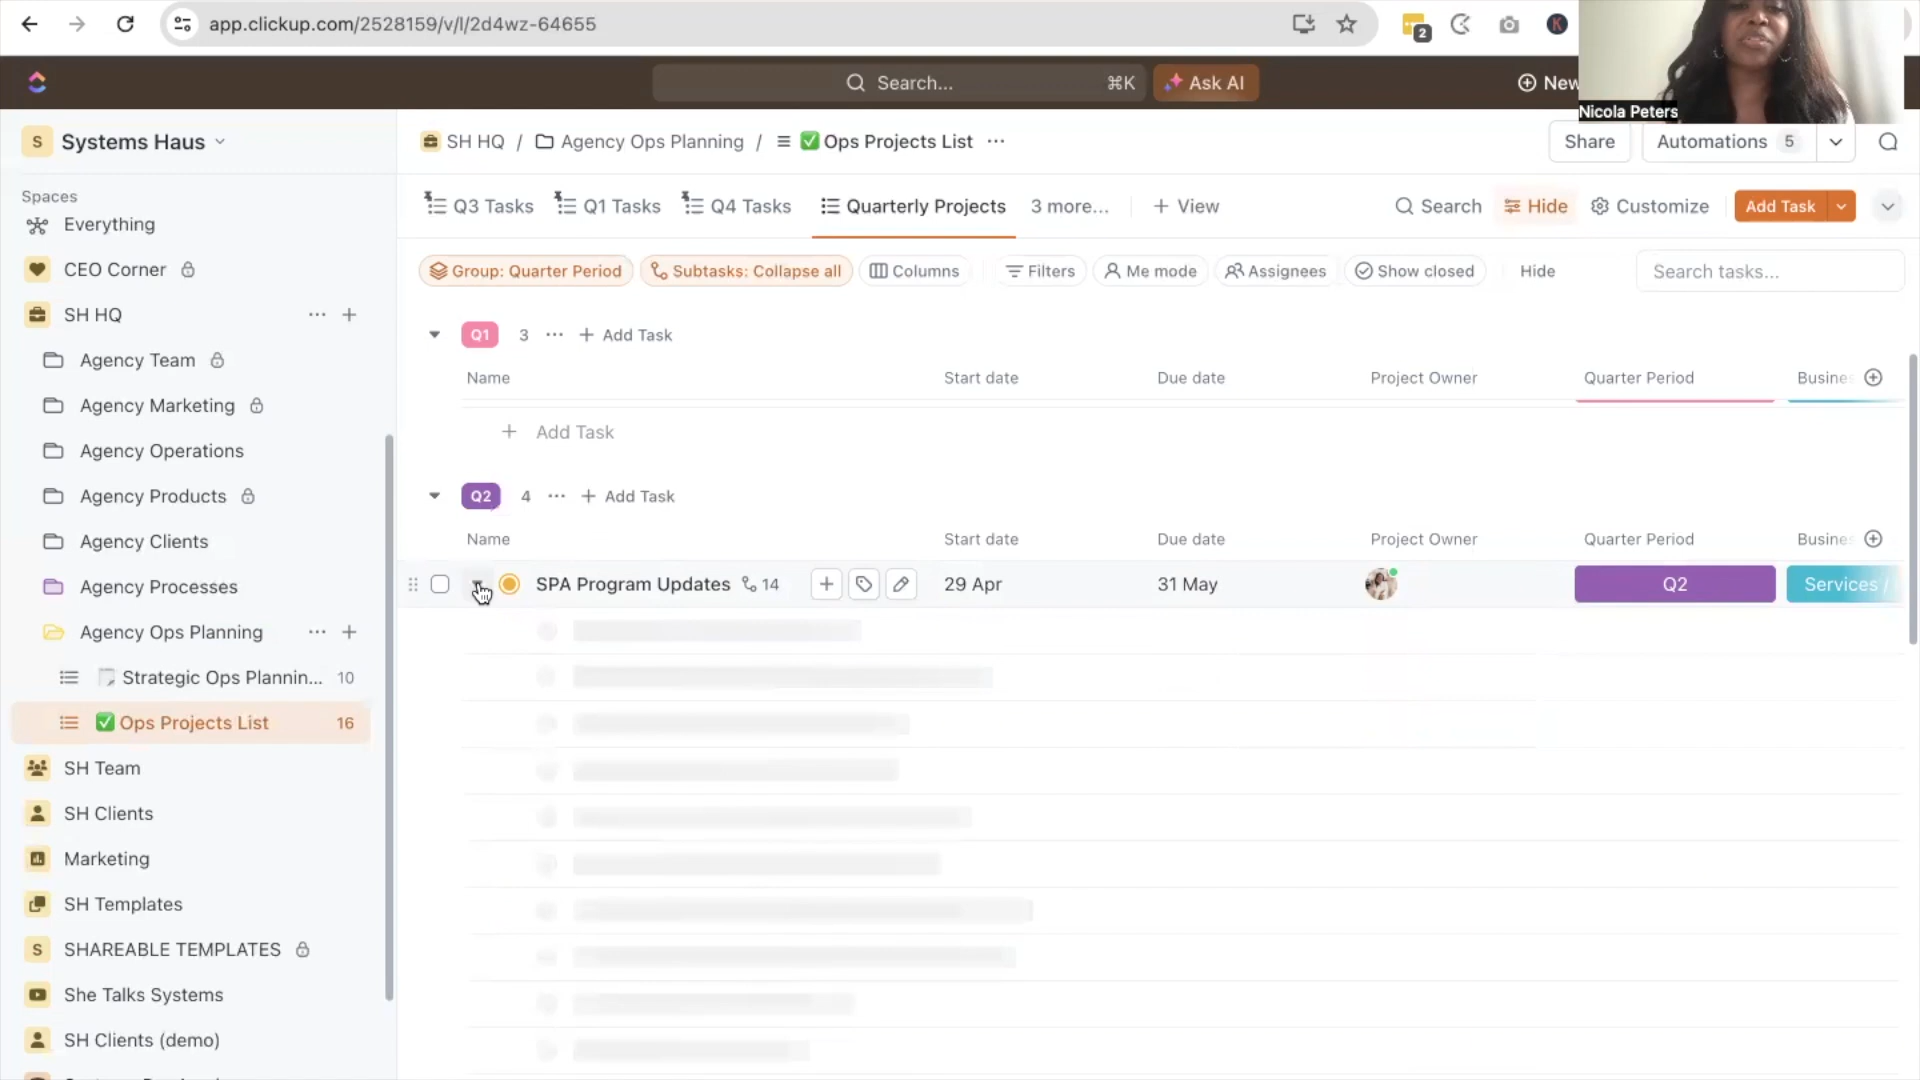 app.clickup.com/2528159/v/l/2d4wz-64655
2
K
Search... ⌘K
Ask AI
New
Nicola Peters
S Systems Haus
SH HQ / Agency Ops Planning / ✅ Ops Projects List ...
Share
Automations 5
Spaces
Everything
CEO Corner
SH HQ
Agency Team
Agency Marketing
Agency Operations
Agency Products
Agency Clients
Agency Processes
Agency Ops Planning
Strategic Ops Plannin... 10
✅ Ops Projects List 16
SH Team
SH Clients
Marketing
SH Templates
S SHAREABLE TEMPLATES
She Talks Systems
SH Clients (demo)
Q3 Tasks
Q1 Tasks
Q4 Tasks
Quarterly Projects
3 more...
+ View
Search
Hide
Customize
Add Task
Group: Quarter Period
Subtasks: Collapse all
Columns
Filters
Me mode
Assignees
Show closed
Hide
Search tasks...
Q1 3 ... + Add Task
Name Start date Due date Project Owner Quarter Period Busine
+ Add Task
Q2 4 ... + Add Task
Name Start date Due date Project Owner Quarter Period Busine
SPA Program Updates 14 29 Apr 31 May Q2 Services /